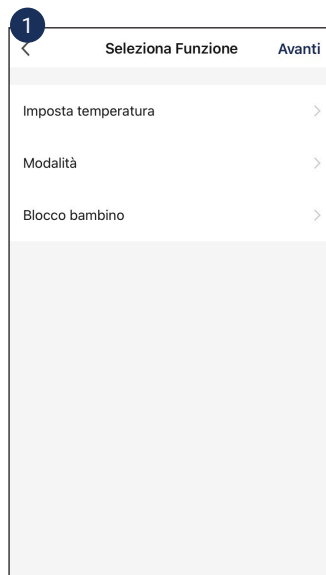 1
Seleziona Funzione Avanti
Imposta temperatura
Modalità
Blocco bambino